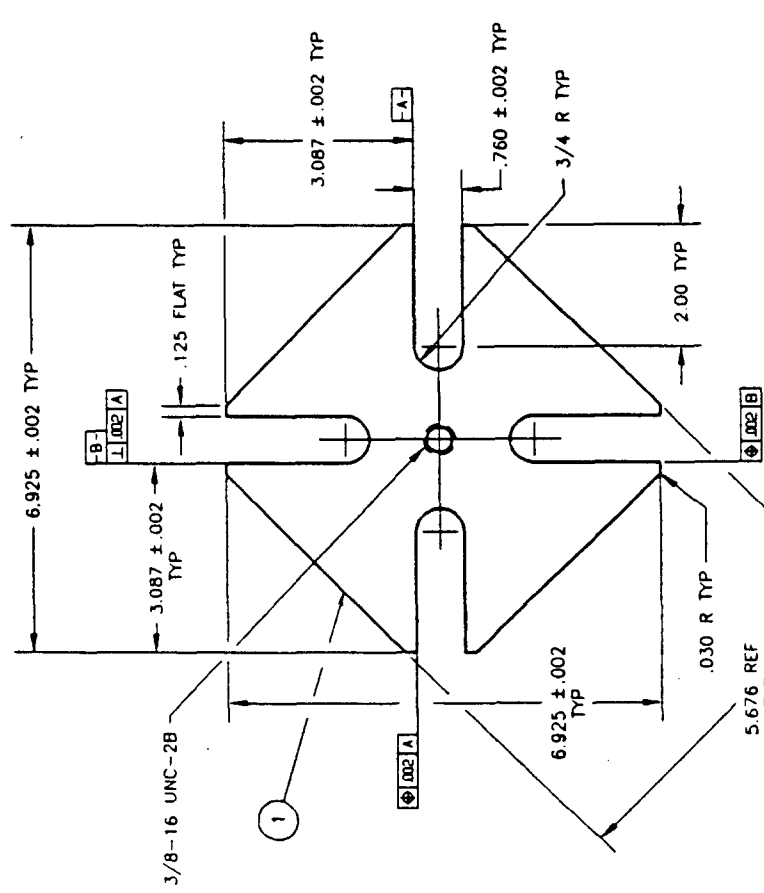 6.925 ±.002 TYP
3.087 ±.002 TYP
.125 FLAT TYP
-B-
⊥ .002 A
3.087 ±.002
TYP
-A-
.760 ±.002 TYP
3/4 R TYP
3/8-16 UNC-2B
1
2.00 TYP
⌖ .002 A
⌖ .002 B
6.925 ±.002
TYP
.030 R TYP
5.676 REF